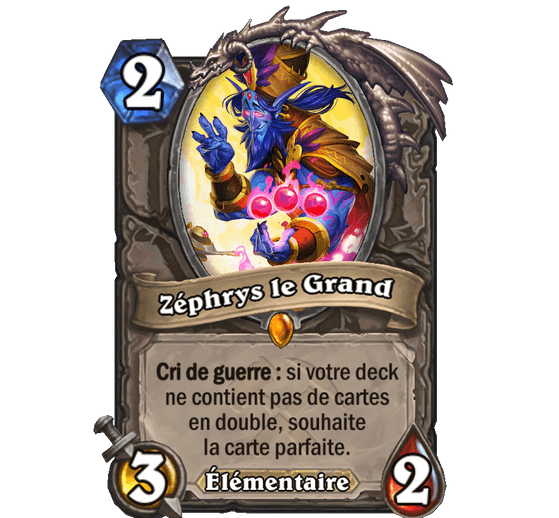 2
Zéphrys le Grand
Cri de guerre : si votre deck
ne contient pas de cartes
en double, souhaite
la carte parfaite.
3
Élémentaire
2